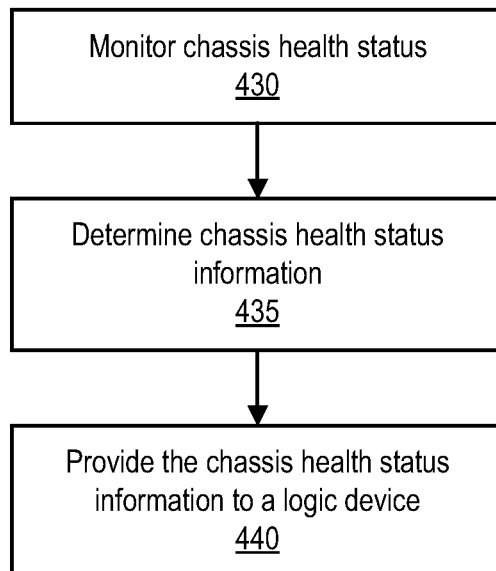 Monitor chassis health status
430
Determine chassis health status
information
435
Provide the chassis health status
information to a logic device
440